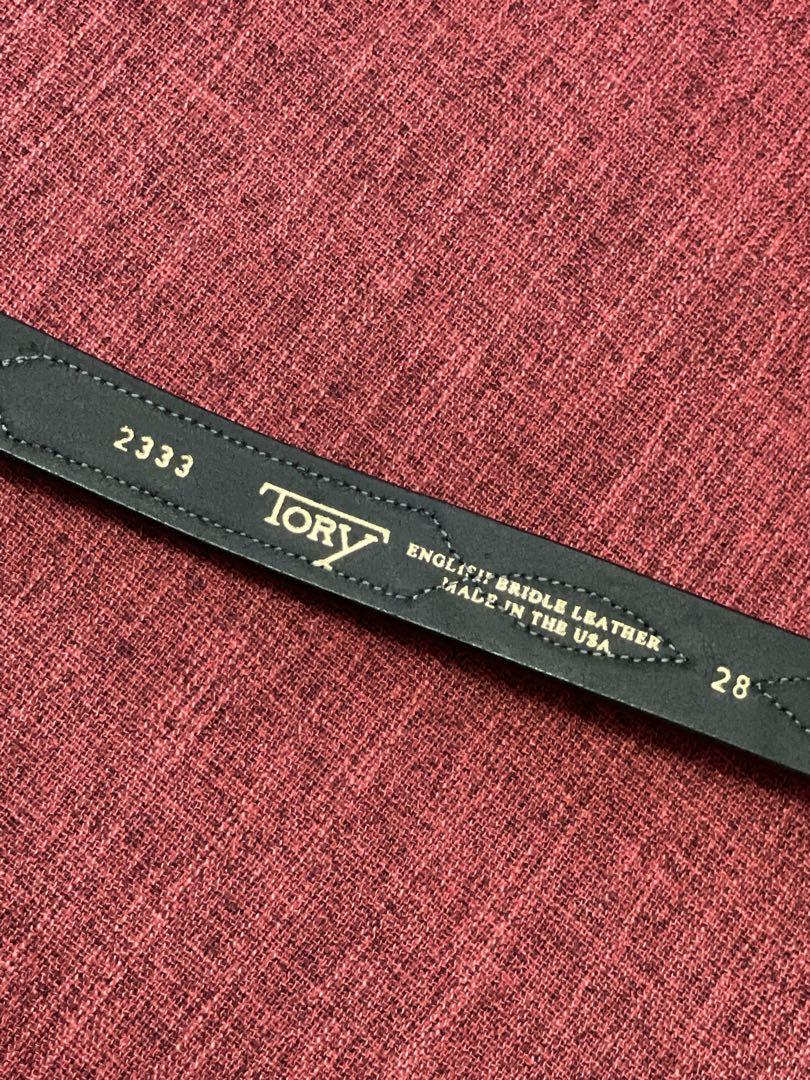 2333
TORY
ENGLISH BRIDLE LEATHER
MADE IN THE USA
28